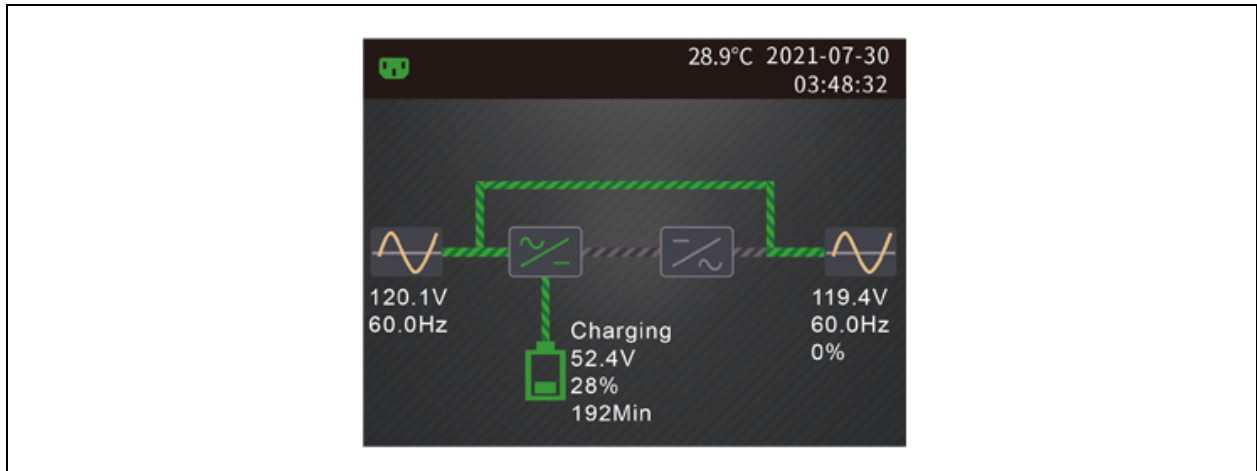 28.9°C 2021-07-30
03:48:32
120.1V
60.0Hz
Charging
52.4V
28%
192Min
119.4V
60.0Hz
0%